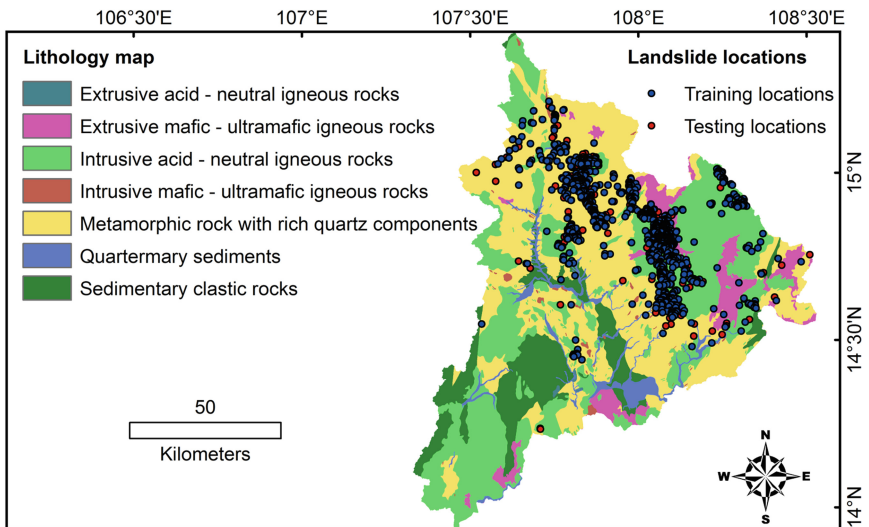 106°30'E 107°E 107°30'E 108°E 108°30'E
Lithology map
Extrusive acid - neutral igneous rocks
Extrusive mafic - ultramafic igneous rocks
Intrusive acid - neutral igneous rocks
Intrusive mafic - ultramafic igneous rocks
Metamorphic rock with rich quartz components
Quarternary sediments
Sedimentary clastic rocks
50
Kilometers
Landslide locations
Training locations
Testing locations
15°N
14°30'N
14°N
N
W E
S